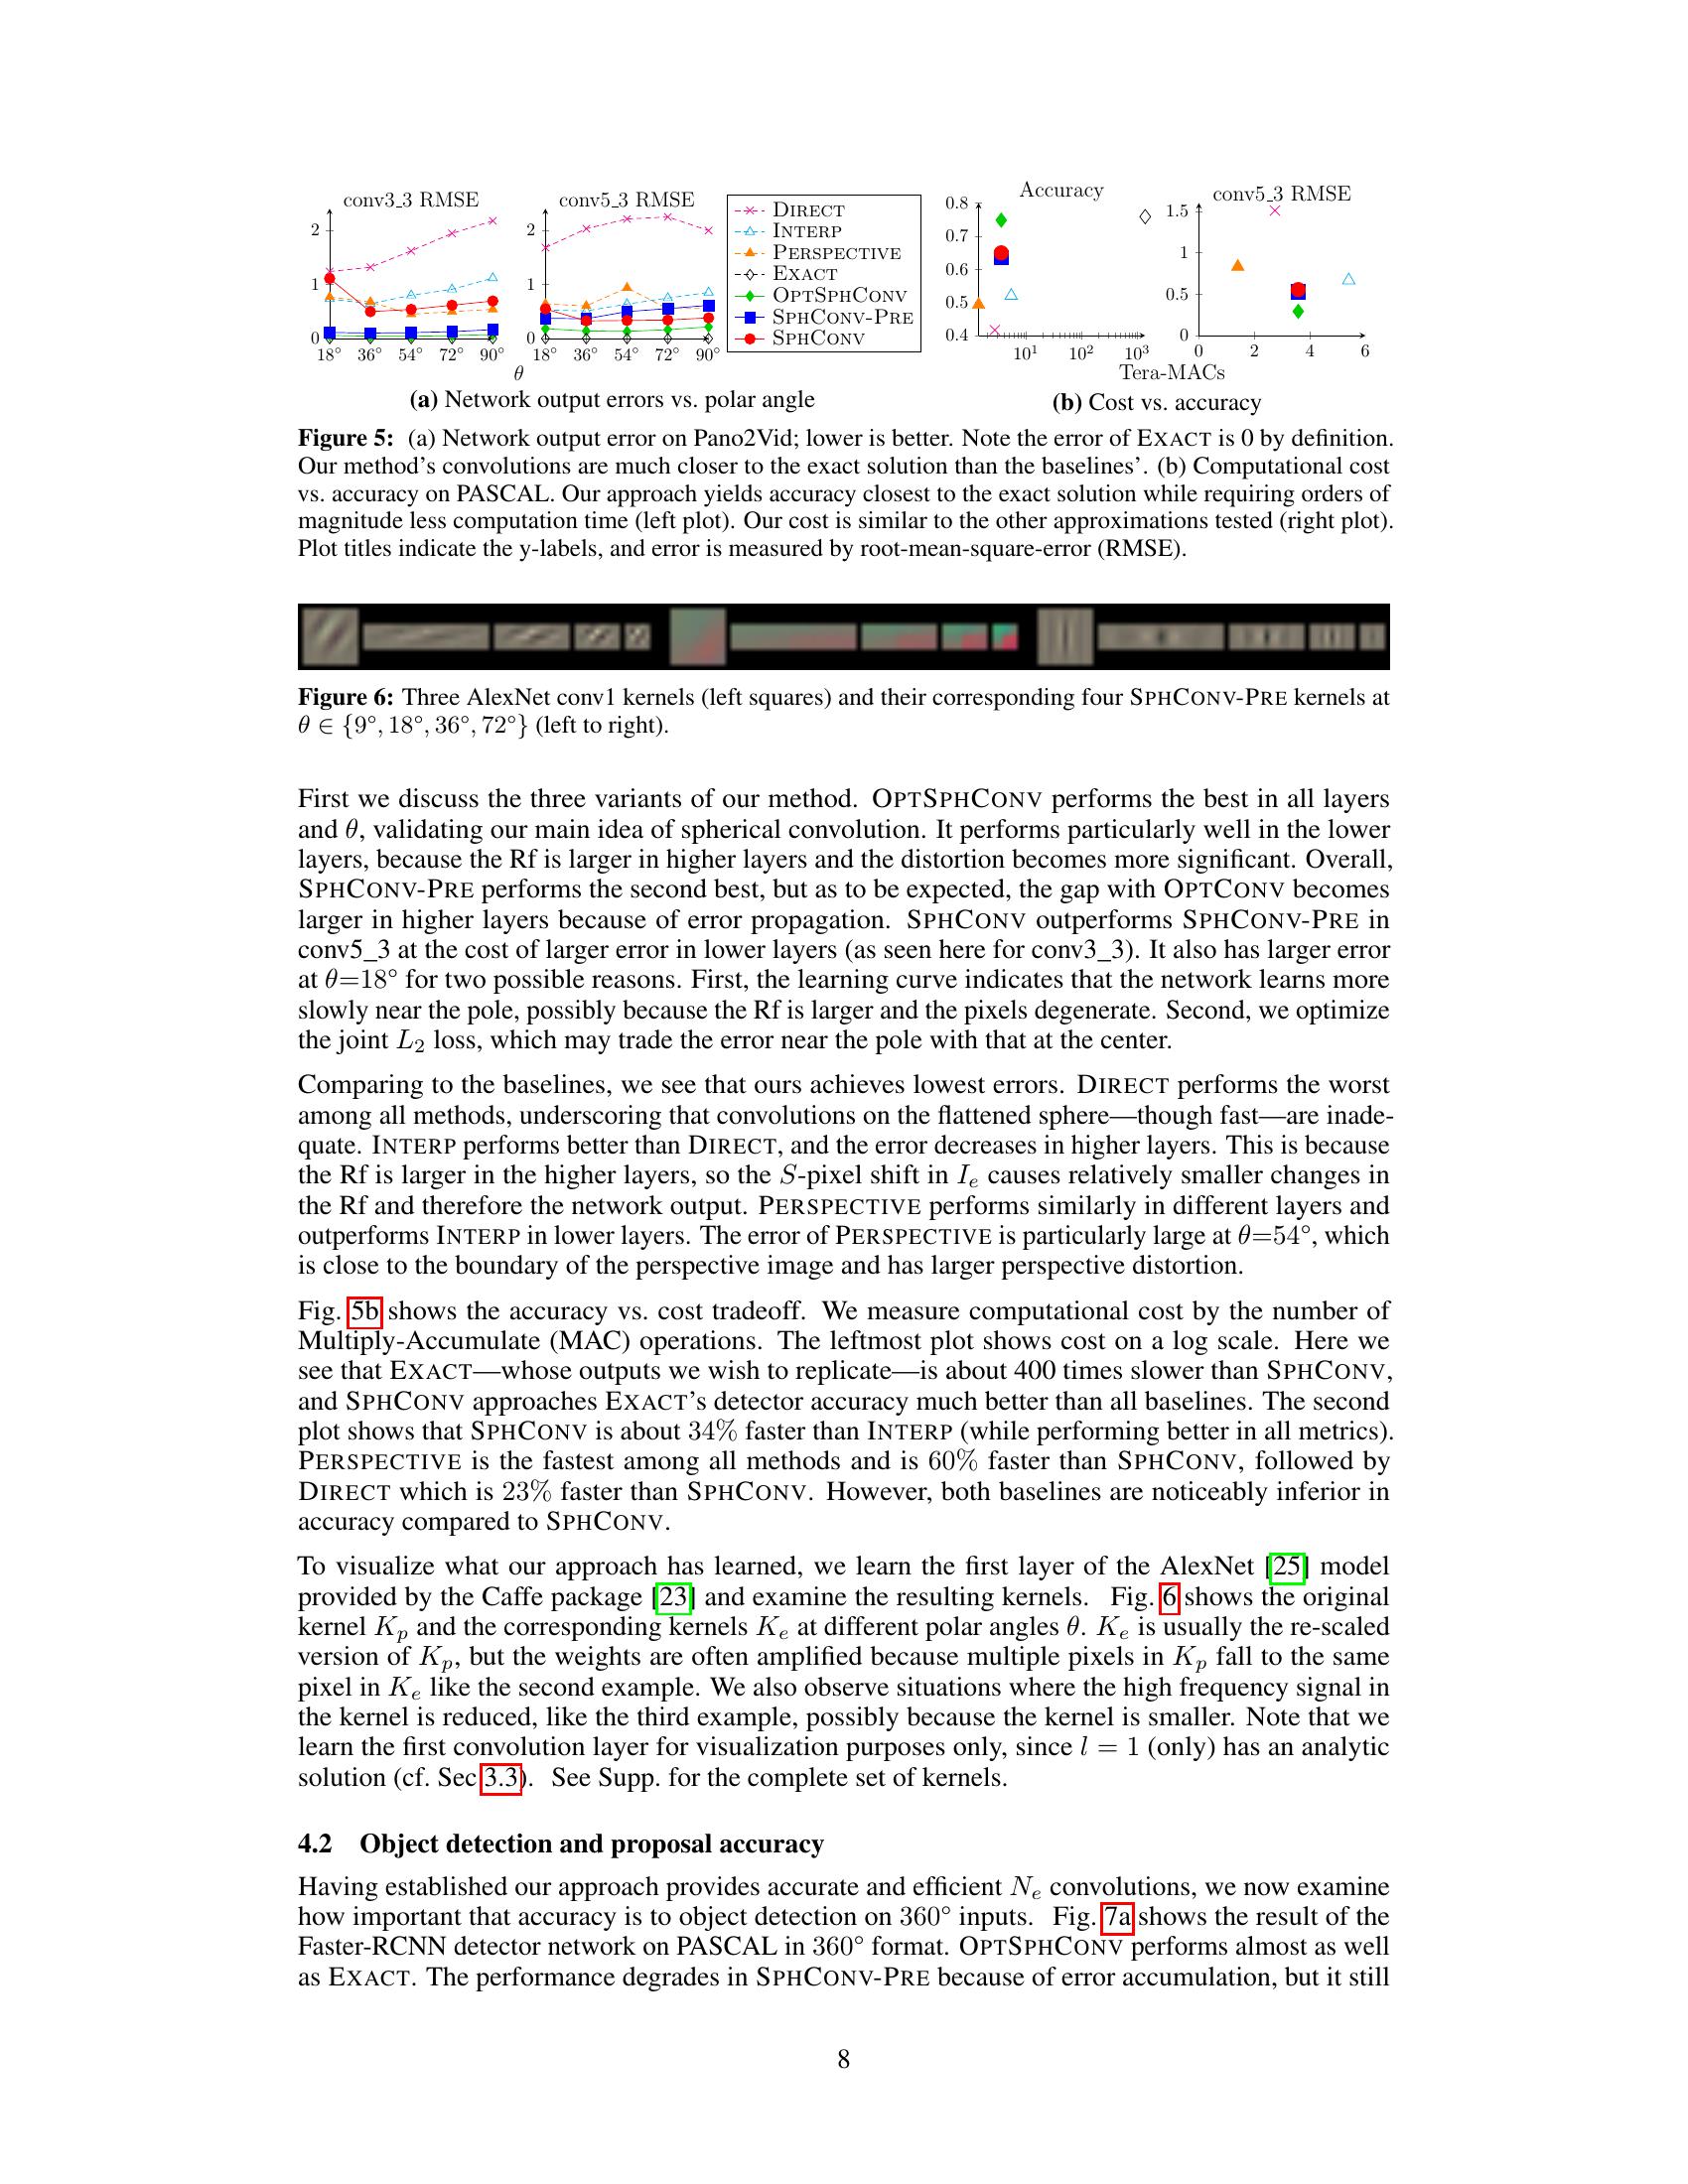 conv3_3 RMSE
2
1
0
18° 36° 54° 72° 90°
conv5_3 RMSE
2
1
0
18° 36° 54° 72° 90°
θ
DIRECT
INTERP
PERSPECTIVE
EXACT
OPTSPHCONV
SPHCONV-PRE
SPHCONV
Accuracy
0.8
0.7
0.6
0.5
0.4
10¹ 10² 10³
conv5_3 RMSE
1.5
1
0.5
0
0 2 4 6
Tera-MACs
(a) Network output errors vs. polar angle
(b) Cost vs. accuracy
Figure 5: (a) Network output error on Pano2Vid; lower is better. Note the error of EXACT is 0 by definition.
Our method's convolutions are much closer to the exact solution than the baselines'. (b) Computational cost
vs. accuracy on PASCAL. Our approach yields accuracy closest to the exact solution while requiring orders of
magnitude less computation time (left plot). Our cost is similar to the other approximations tested (right plot).
Plot titles indicate the y-labels, and error is measured by root-mean-square-error (RMSE).
Figure 6: Three AlexNet conv1 kernels (left squares) and their corresponding four SPHCONV-PRE kernels at
θ ∈ {9°, 18°, 36°, 72°} (left to right).
First we discuss the three variants of our method. OPTSPHCONV performs the best in all layers
and θ, validating our main idea of spherical convolution. It performs particularly well in the lower
layers, because the Rf is larger in higher layers and the distortion becomes more significant. Overall,
SPHCONV-PRE performs the second best, but as to be expected, the gap with OPTCONV becomes
larger in higher layers because of error propagation. SPHCONV outperforms SPHCONV-PRE in
conv5_3 at the cost of larger error in lower layers (as seen here for conv3_3). It also has larger error
at θ=18° for two possible reasons. First, the learning curve indicates that the network learns more
slowly near the pole, possibly because the Rf is larger and the pixels degenerate. Second, we optimize
the joint L₂ loss, which may trade the error near the pole with that at the center.
Comparing to the baselines, we see that ours achieves lowest errors. DIRECT performs the worst
among all methods, underscoring that convolutions on the flattened sphere—though fast—are inade-
quate. INTERP performs better than DIRECT, and the error decreases in higher layers. This is because
the Rf is larger in the higher layers, so the S-pixel shift in Iₑ causes relatively smaller changes in
the Rf and therefore the network output. PERSPECTIVE performs similarly in different layers and
outperforms INTERP in lower layers. The error of PERSPECTIVE is particularly large at θ=54°, which
is close to the boundary of the perspective image and has larger perspective distortion.
Fig. 5b shows the accuracy vs. cost tradeoff. We measure computational cost by the number of
Multiply-Accumulate (MAC) operations. The leftmost plot shows cost on a log scale. Here we
see that EXACT—whose outputs we wish to replicate—is about 400 times slower than SPHCONV,
and SPHCONV approaches EXACT's detector accuracy much better than all baselines. The second
plot shows that SPHCONV is about 34% faster than INTERP (while performing better in all metrics).
PERSPECTIVE is the fastest among all methods and is 60% faster than SPHCONV, followed by
DIRECT which is 23% faster than SPHCONV. However, both baselines are noticeably inferior in
accuracy compared to SPHCONV.
To visualize what our approach has learned, we learn the first layer of the AlexNet [25] model
provided by the Caffe package [23] and examine the resulting kernels. Fig. 6 shows the original
kernel Kₚ and the corresponding kernels Kₑ at different polar angles θ. Kₑ is usually the re-scaled
version of Kₚ, but the weights are often amplified because multiple pixels in Kₚ fall to the same
pixel in Kₑ like the second example. We also observe situations where the high frequency signal in
the kernel is reduced, like the third example, possibly because the kernel is smaller. Note that we
learn the first convolution layer for visualization purposes only, since l = 1 (only) has an analytic
solution (cf. Sec 3.3). See Supp. for the complete set of kernels.
4.2 Object detection and proposal accuracy
Having established our approach provides accurate and efficient Nₑ convolutions, we now examine
how important that accuracy is to object detection on 360° inputs. Fig. 7a shows the result of the
Faster-RCNN detector network on PASCAL in 360° format. OPTSPHCONV performs almost as well
as EXACT. The performance degrades in SPHCONV-PRE because of error accumulation, but it still
8